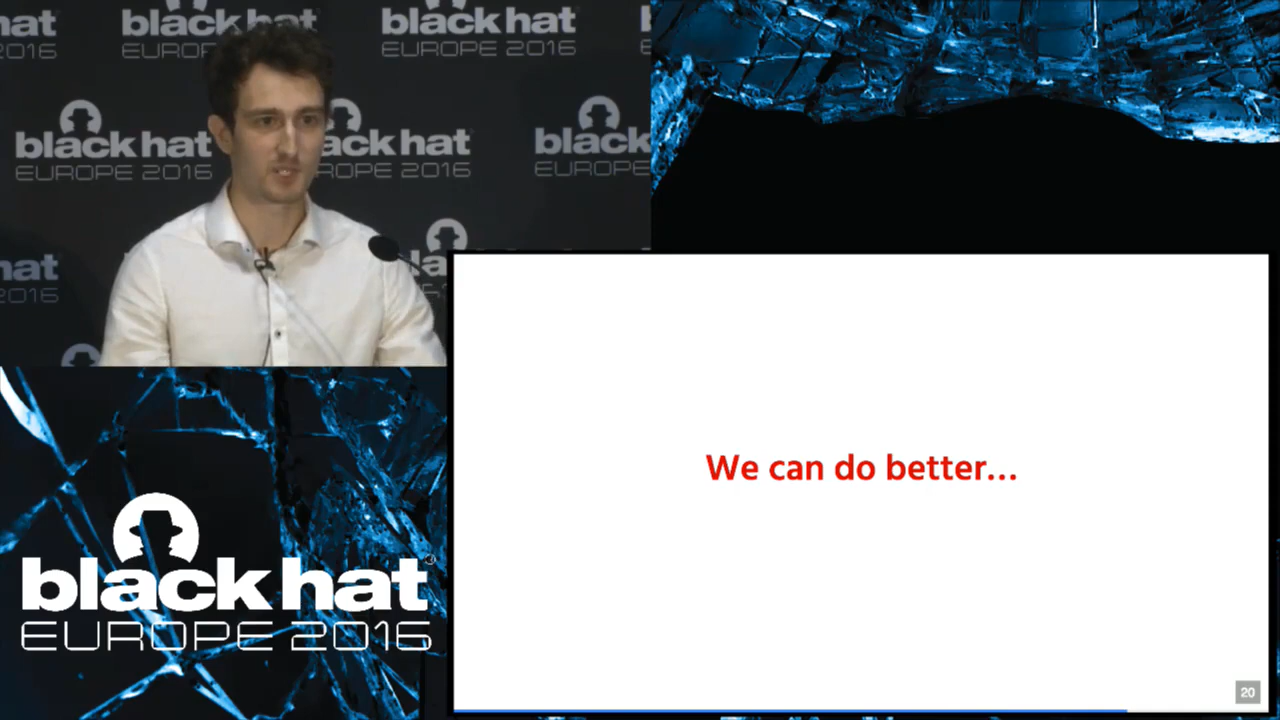 hat
black hat
EUROPE 2016
black hat
EUROPE 2016
black hat
EUROPE 2016
black hat
EUROPE 2016
black
EUROPE
hat
2016
We can do better...
black hat
EUROPE 2016
20